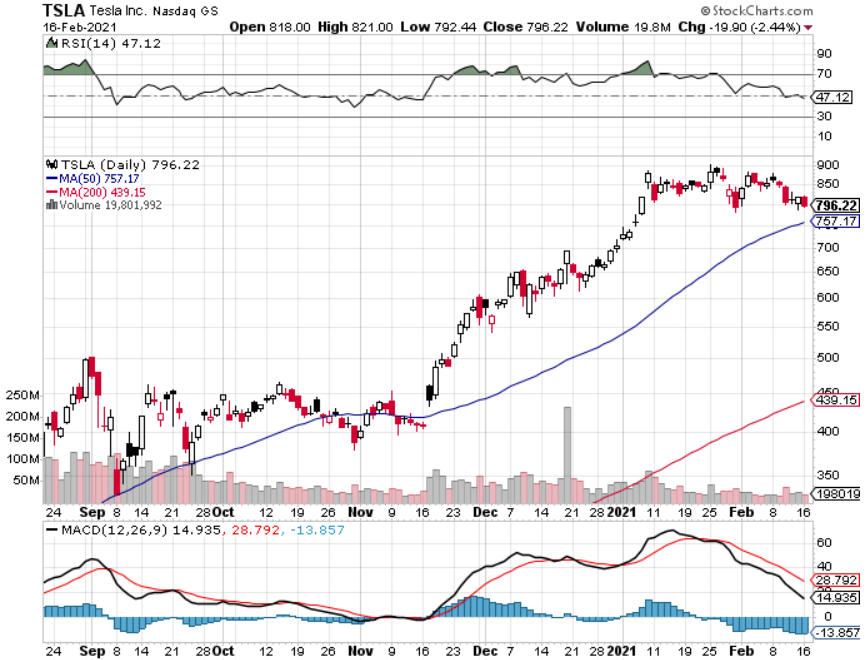 TSLA Tesla Inc. Nasdaq GS © StockCharts.com
16-Feb-2021 Open 818.00 High 821.00 Low 792.44 Close 796.22 Volume 19.8M Chg -19.90 (-2.44%)
RSI(14) 47.12
90
70
47.12
30
10
TSLA (Daily) 796.22
MA(50) 757.17
MA(200) 439.15
Volume 19,801,992
900
850
796.22
757.17
700
650
600
550
500
450
439.15
400
350
198019
250M
200M
150M
100M
50M
24 Sep 8 14 21 28 Oct 12 19 26 Nov 9 16 23 Dec 7 14 21 28 2021 11 19 25 Feb 8 16
MACD(12,26,9) 14.935, 28.792, -13.857
60
40
28.792
14.935
0
-13.857
24 Sep 8 14 21 28 Oct 12 19 26 Nov 9 16 23 Dec 7 14 21 28 2021 11 19 25 Feb 8 16